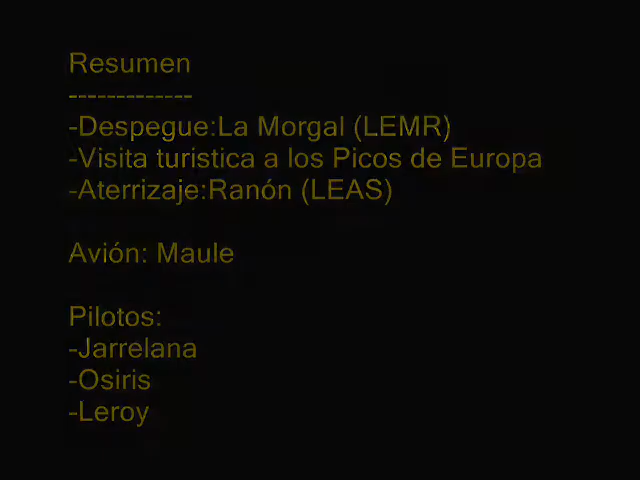 Resumen
-------------
-Despegue:La Morgal (LEMR)
-Visita turistica a los Picos de Europa
-Aterrizaje:Ranón (LEAS)
Avión: Maule
Pilotos:
-Jarrelana
-Osiris
-Leroy